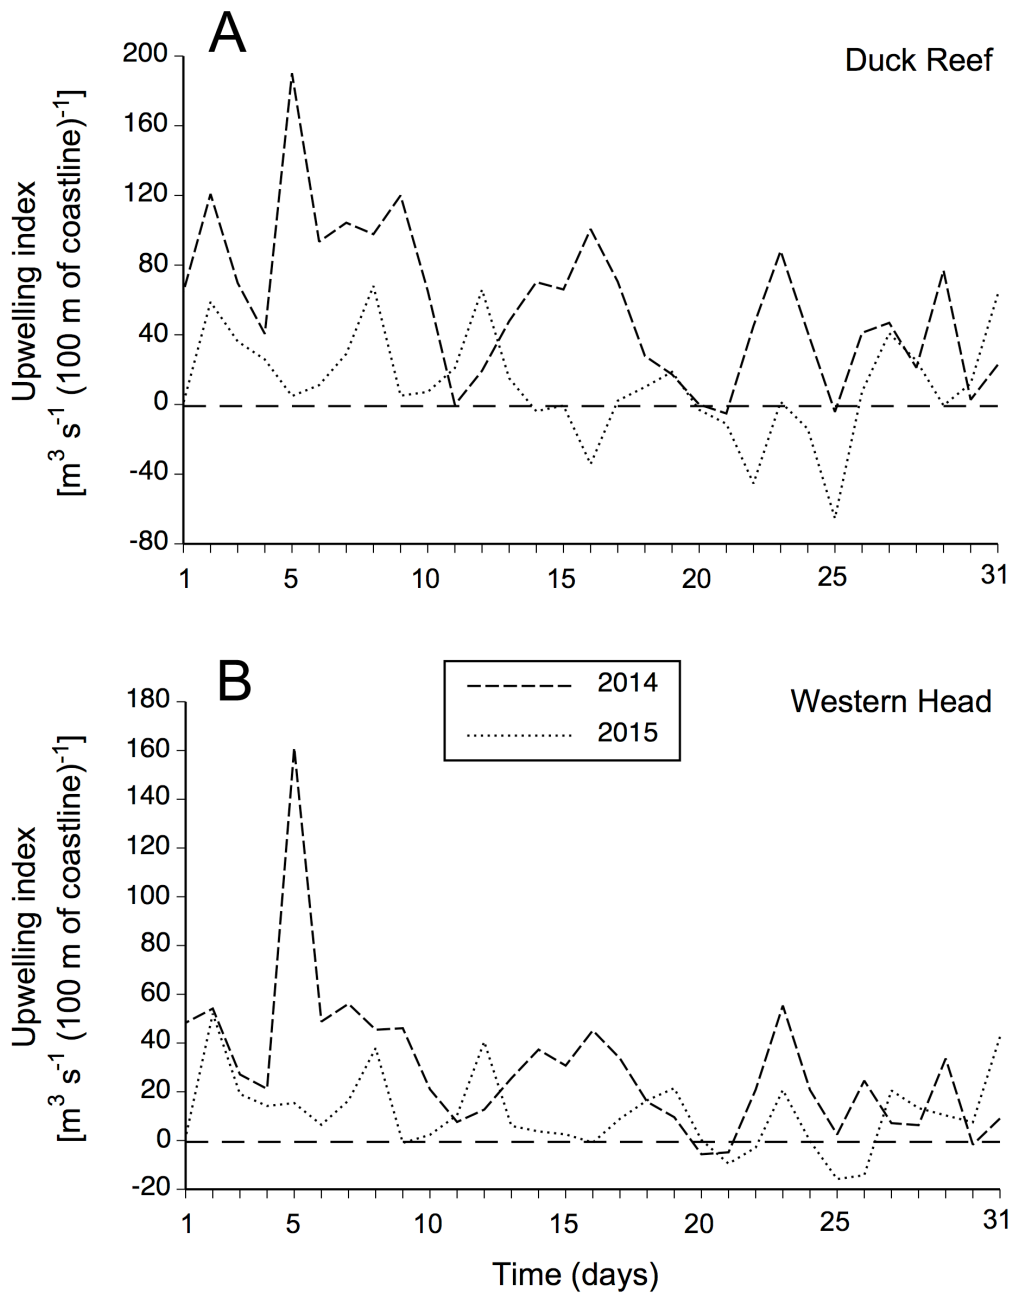 A
Duck Reef
Upwelling index
[m³ s⁻¹ (100 m of coastline)⁻¹]
200
160
120
80
40
0
-40
-80
1 5 10 15 20 25 31
B
Western Head
2014
2015
Upwelling index
[m³ s⁻¹ (100 m of coastline)⁻¹]
180
160
140
120
100
80
60
40
20
0
-20
1 5 10 15 20 25 31
Time (days)